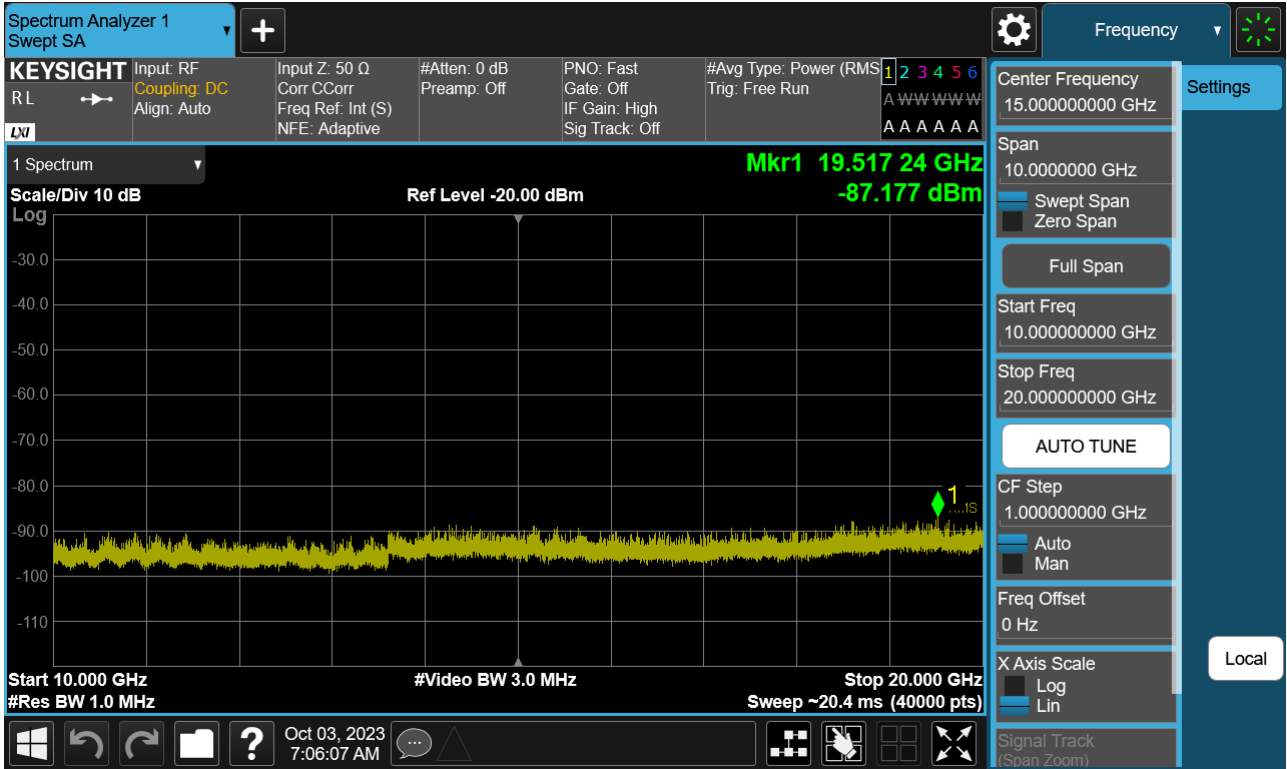 Spectrum Analyzer 1
Swept SA
Frequency
KEYSIGHT
R L
LXI
Input: RF
Coupling: DC
Align: Auto
Input Z: 50 Ω
Corr CCorr
Freq Ref: Int (S)
NFE: Adaptive
#Atten: 0 dB
Preamp: Off
PNO: Fast
Gate: Off
IF Gain: High
Sig Track: Off
#Avg Type: Power (RMS
Trig: Free Run
1 2 3 4 5 6
A W W W W W
A A A A A A
1 Spectrum
Mkr1 19.517 24 GHz
Scale/Div 10 dB
Ref Level -20.00 dBm
-87.177 dBm
Log
-30.0
-40.0
-50.0
-60.0
-70.0
-80.0
-90.0
-100
-110
1
Start 10.000 GHz
#Video BW 3.0 MHz
Stop 20.000 GHz
#Res BW 1.0 MHz
Sweep ~20.4 ms (40000 pts)
Center Frequency
15.000000000 GHz
Span
10.0000000 GHz
Swept Span
Zero Span
Full Span
Start Freq
10.000000000 GHz
Stop Freq
20.000000000 GHz
AUTO TUNE
CF Step
1.000000000 GHz
Auto
Man
Freq Offset
0 Hz
X Axis Scale
Log
Lin
Signal Track
(Span Zoom)
Settings
Local
?
Oct 03, 2023
7:06:07 AM